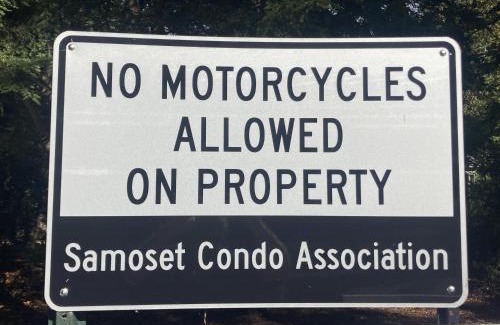 NO MOTORCYCLES
ALLOWED
ON PROPERTY
Samoset Condo Association